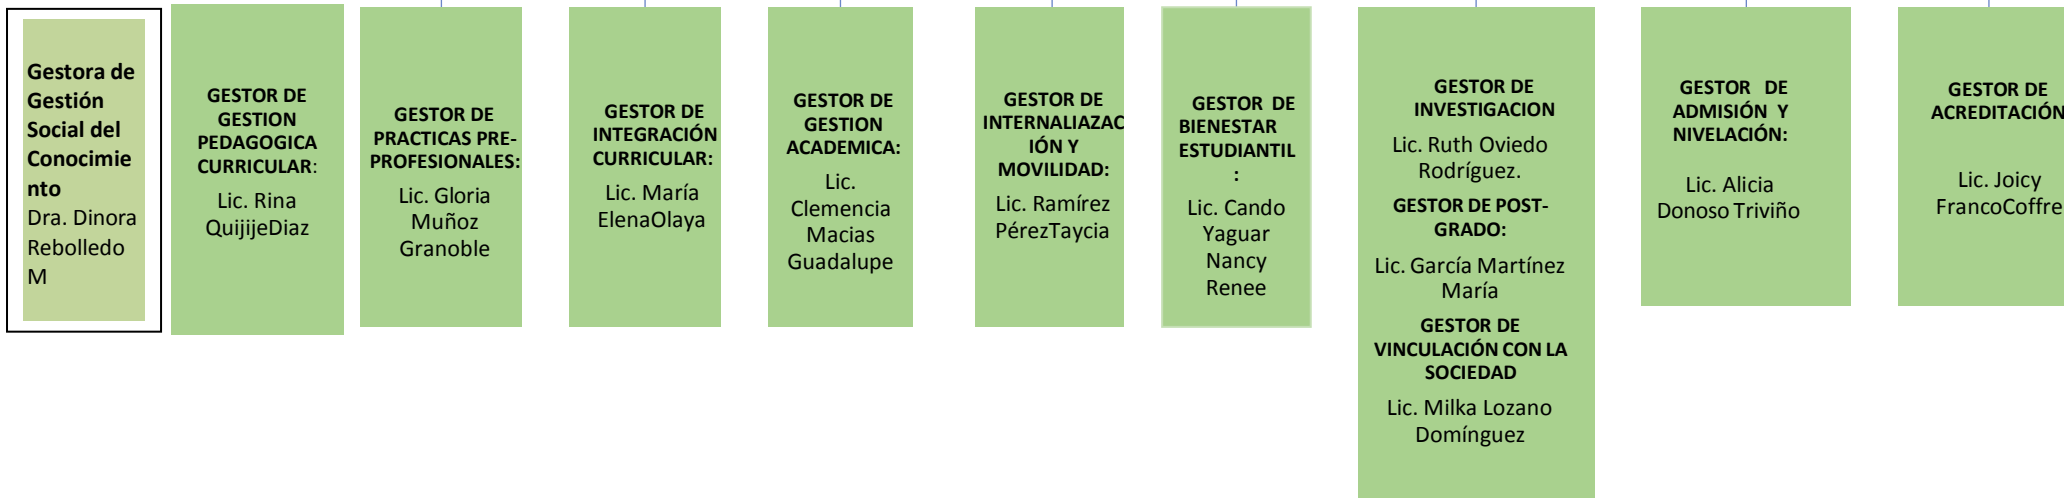 Gestora de
Gestión
Social del
Conocimie
nto
Dra. Dinora
Rebolledo
M
GESTOR DE
GESTION
PEDAGOGICA
CURRICULAR:
Lic. Rina
QuijijeDiaz
GESTOR DE
PRACTICAS PRE-
PROFESIONALES:
Lic. Gloria
Muñoz
Granoble
GESTOR DE
INTEGRACIÓN
CURRICULAR:
Lic. María
ElenaOlaya
GESTOR DE
GESTION
ACADEMICA:
Lic.
Clemencia
Macias
Guadalupe
GESTOR DE
INTERNALIAZAC
IÓN Y
MOVILIDAD:
Lic. Ramírez
PérezTaycia
GESTOR DE
BIENESTAR
ESTUDIANTIL
:
Lic. Cando
Yaguar
Nancy
Renee
GESTOR DE
INVESTIGACION
Lic. Ruth Oviedo
Rodríguez.
GESTOR DE POST-
GRADO:
Lic. García Martínez
María
GESTOR DE
VINCULACIÓN CON LA
SOCIEDAD
Lic. Milka Lozano
Domínguez
GESTOR DE
ADMISIÓN Y
NIVELACIÓN:
Lic. Alicia
Donoso Triviño
GESTOR DE
ACREDITACIÓN
Lic. Joicy
FrancoCoffre